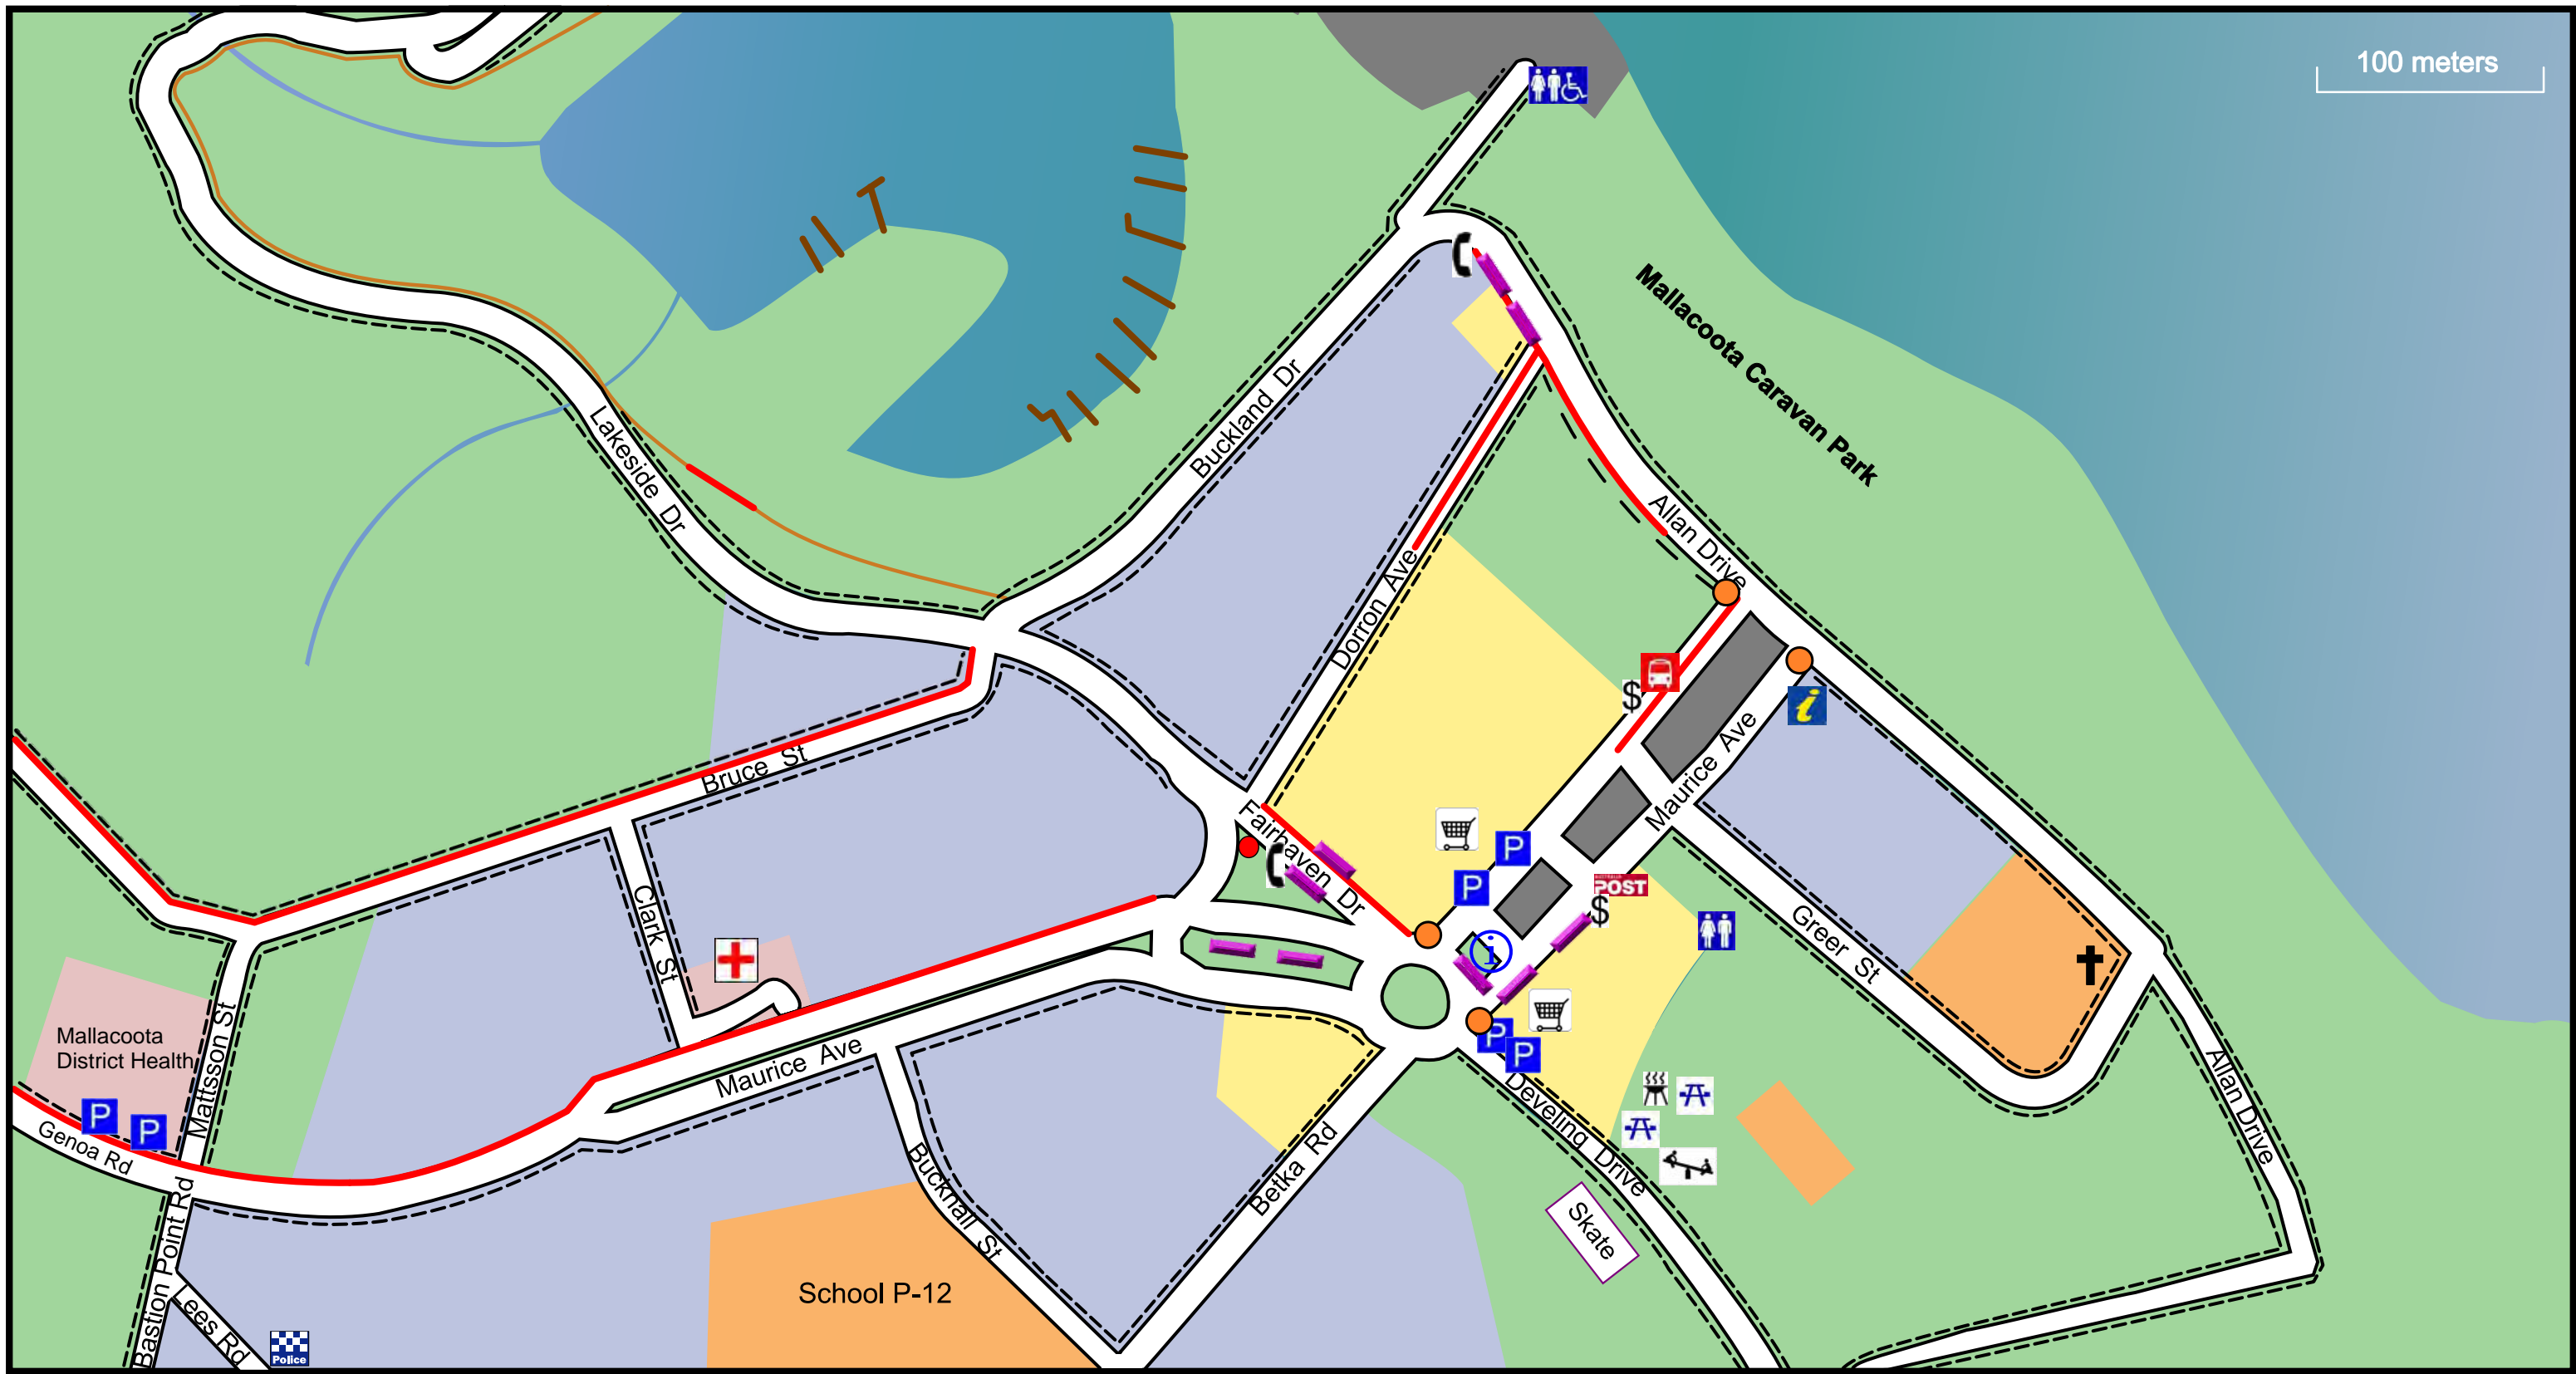 100 meters
Mallacoota Caravan Park
Buckland Dr
Lakeside Dr
Allan Drive
Dorron Ave
Bruce St
Maurice Ave
Fairhaven Dr
P
$
i
P
AUSTRALIA
POST
$
Clark St
Greer St
i
Mallacoota
District Health
Mattsson St
P
P
Genoa Rd
Maurice Ave
P
P
Develing Drive
Allan Drive
Bucknall St
Betka Rd
Skate
Bastion Point Rd
Lees Rd
School P-12
Police